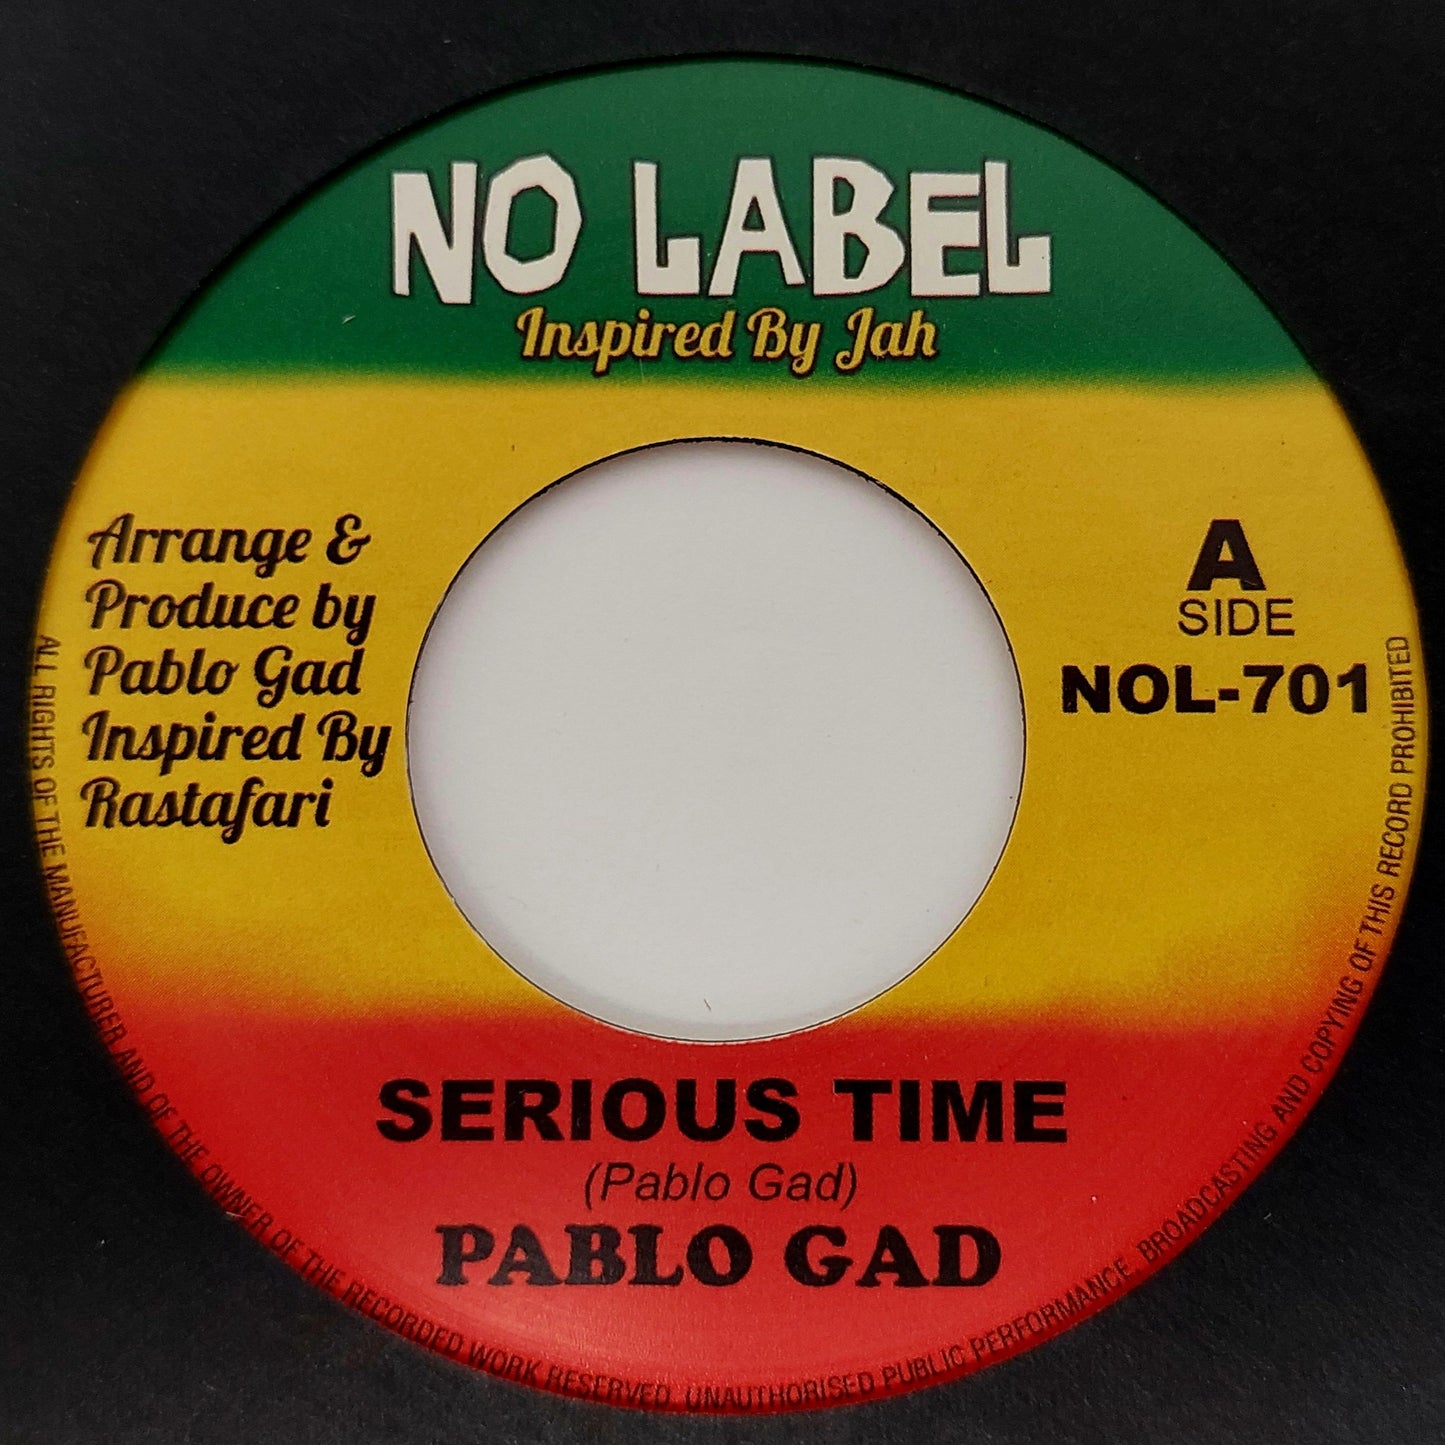 NO LABEL
Inspired By Jah
Arrange &
Produce by
Pablo Gad
Inspired By
Rastafari
A
SIDE
NOL-701
SERIOUS TIME
(Pablo Gad)
PABLO GAD
ALL RIGHTS OF THE MANUFACTURER AND OF THE OWNER OF THE RECORDED WORK RESERVED. UNAUTHORISED PUBLIC PERFORMANCE. BROADCASTING AND COPYING OF THIS RECORD PROHIBITED